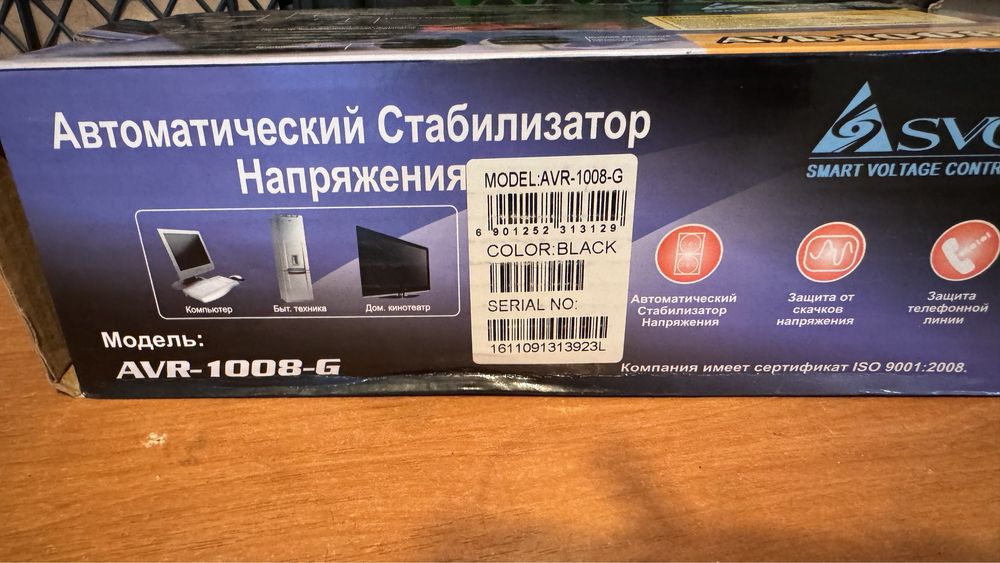 AVR-1008
Автоматический Стабилизатор
Напряжения
SVC
SMART VOLTAGE CONTR
MODEL:AVR-1008-G
6 901252 313129
COLOR:BLACK
SERIAL NO:
1611091313923L
Компьютер
Быт. техника
Дом. кинотеатр
Автоматический
Стабилизатор
Напряжения
Защита от
скачков
напряжения
Защита
телефонной
линии
Модель:
AVR-1008-G
Компания имеет сертификат ISO 9001:2008.